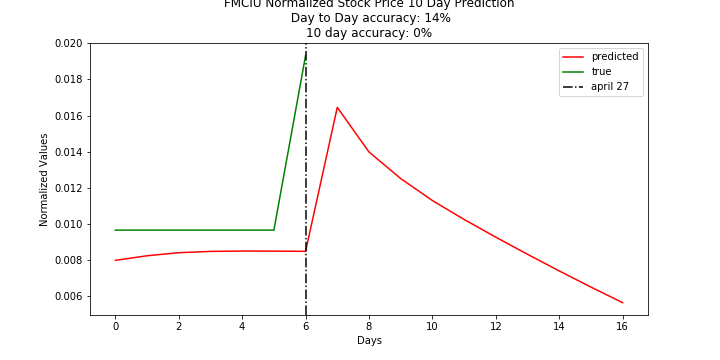 FMCIU Normalized Stock Price 10 Day Prediction
Day to Day accuracy: 14%
10 day accuracy: 0%
0.020
0.018
0.016
0.014
0.012
0.010
0.008
0.006
Normalized Values
predicted
true
april 27
0 2 4 6 8 10 12 14 16
Days